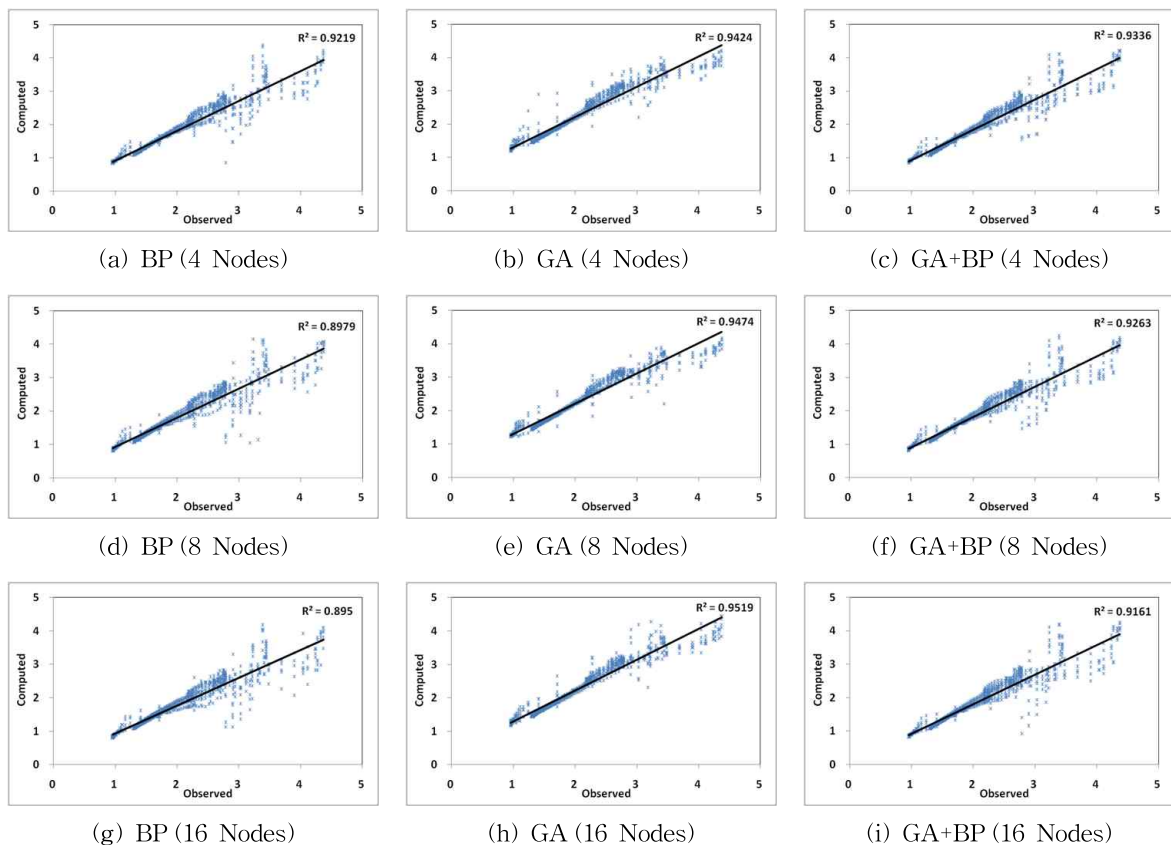 5
4
3
2
1
0
Computed
R² = 0.9219
0 1 2 3 4 5
Observed
(a) BP (4 Nodes)
5
4
3
2
1
0
Computed
R² = 0.9424
0 1 2 3 4 5
Observed
(b) GA (4 Nodes)
5
4
3
2
1
0
Computed
R² = 0.9336
0 1 2 3 4 5
Observed
(c) GA+BP (4 Nodes)
5
4
3
2
1
0
Computed
R² = 0.8979
0 1 2 3 4 5
Observed
(d) BP (8 Nodes)
5
4
3
2
1
0
Computed
R² = 0.9474
0 1 2 3 4 5
Observed
(e) GA (8 Nodes)
5
4
3
2
1
0
Computed
R² = 0.9263
0 1 2 3 4 5
Observed
(f) GA+BP (8 Nodes)
5
4
3
2
1
0
Computed
R² = 0.895
0 1 2 3 4 5
Observed
(g) BP (16 Nodes)
5
4
3
2
1
0
Computed
R² = 0.9519
0 1 2 3 4 5
Observed
(h) GA (16 Nodes)
5
4
3
2
1
0
Computed
R² = 0.9161
0 1 2 3 4 5
Observed
(i) GA+BP (16 Nodes)